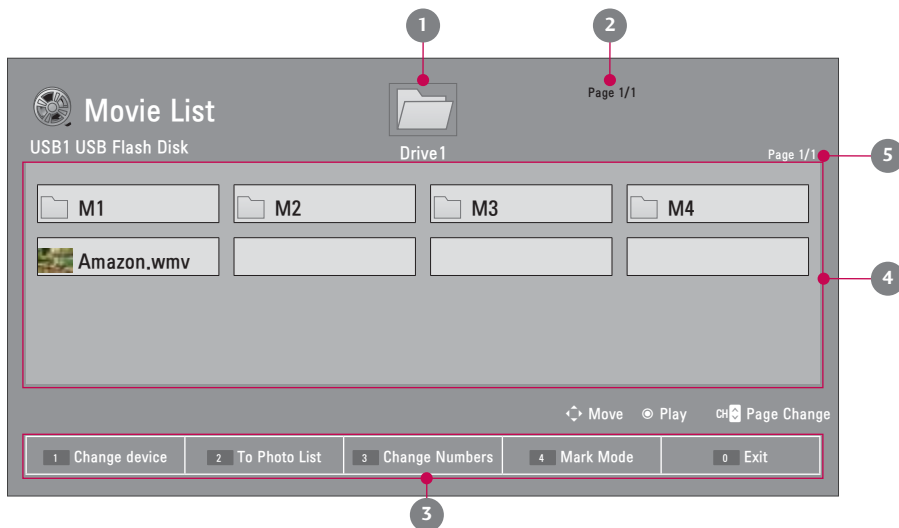 1
2
Page 1/1
Movie List
USB1 USB Flash Disk
Drive1
Page 1/1
5
M1
M2
M3
M4
Amazon.wmv
4
Move
Play
CH Page Change
1 Change device
2 To Photo List
3 Change Numbers
4 Mark Mode
0 Exit
3